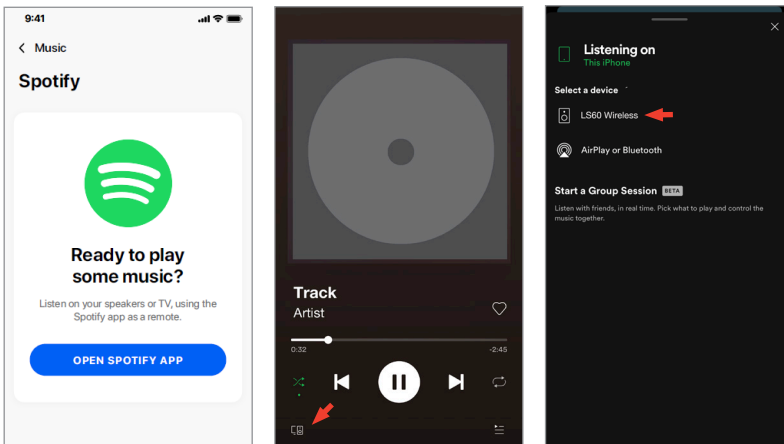 9:41
Music
Spotify
Ready to play
some music?
Listen on your speakers or TV, using the
Spotify app as a remote.
OPEN SPOTIFY APP
Track
Artist
0:32
-2:45
Listening on
This iPhone
Select a device
LS60 Wireless
AirPlay or Bluetooth
Start a Group Session BETA
Listen with friends, in real time. Pick what to play and control the
music together.